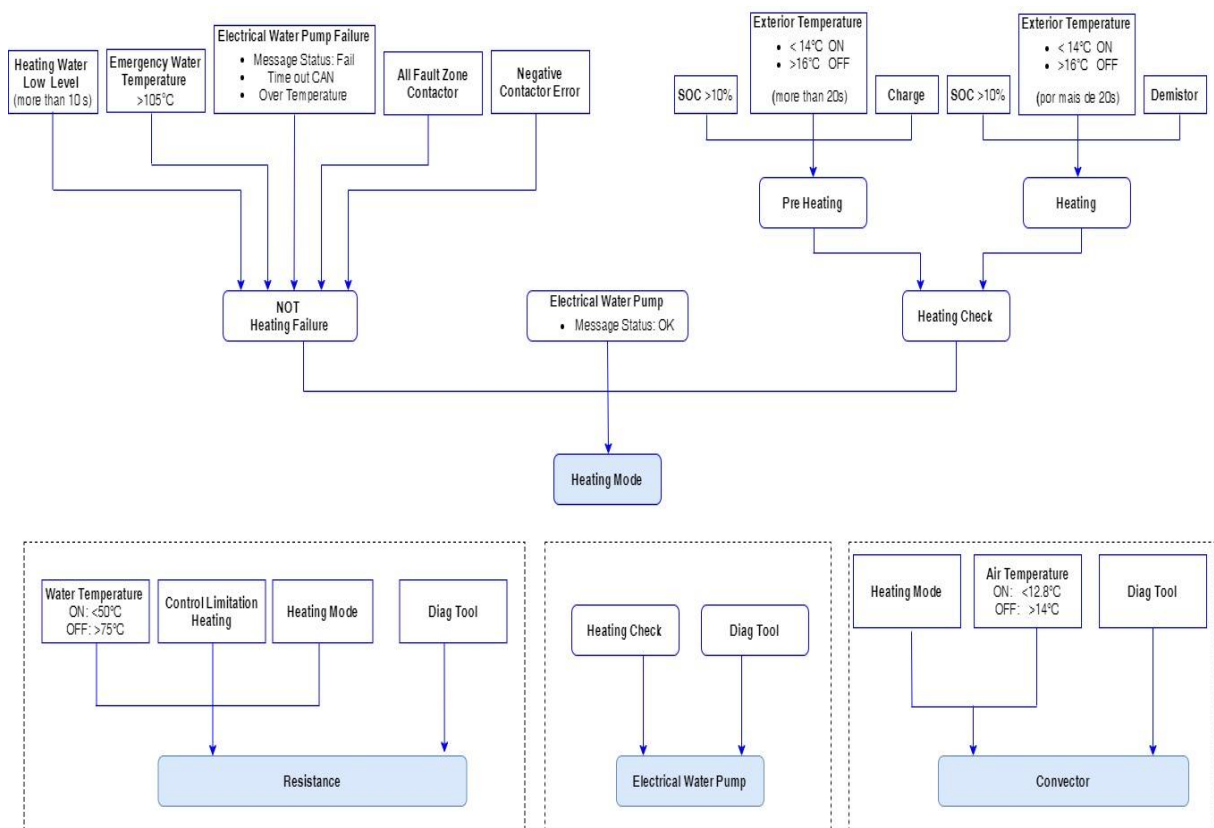 Heating Water
Low Level
(more than 10 s)
Emergency Water
Temperature
>105°C
Electrical Water Pump Failure
• Message Status: Fail
• Time out CAN
• Over Temperature
All Fault Zone
Contactor
Negative
Contactor Error
SOC >10%
Exterior Temperature
• < 14°C ON
• >16°C OFF
(more than 20s)
Charge
SOC >10%
Exterior Temperature
• < 14°C ON
• >16°C OFF
(por mais de 20s)
Demistor
Pre Heating
Heating
NOT
Heating Failure
Electrical Water Pump
• Message Status: OK
Heating Check
Heating Mode
Water Temperature
ON: <50°C
OFF: >75°C
Control Limitation
Heating
Heating Mode
Diag Tool
Resistance
Heating Check
Diag Tool
Electrical Water Pump
Heating Mode
Air Temperature
ON: <12.8°C
OFF: >14°C
Diag Tool
Convector